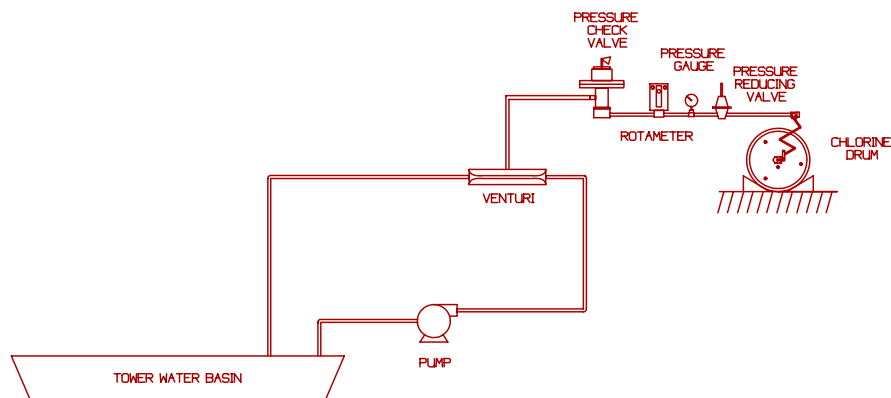 PRESSURE
CHECK
VALVE
PRESSURE
GAUGE
PRESSURE
REDUCING
VALVE
ROTAMETER
CHLORINE
DRUM
VENTURI
PUMP
TOWER WATER BASIN